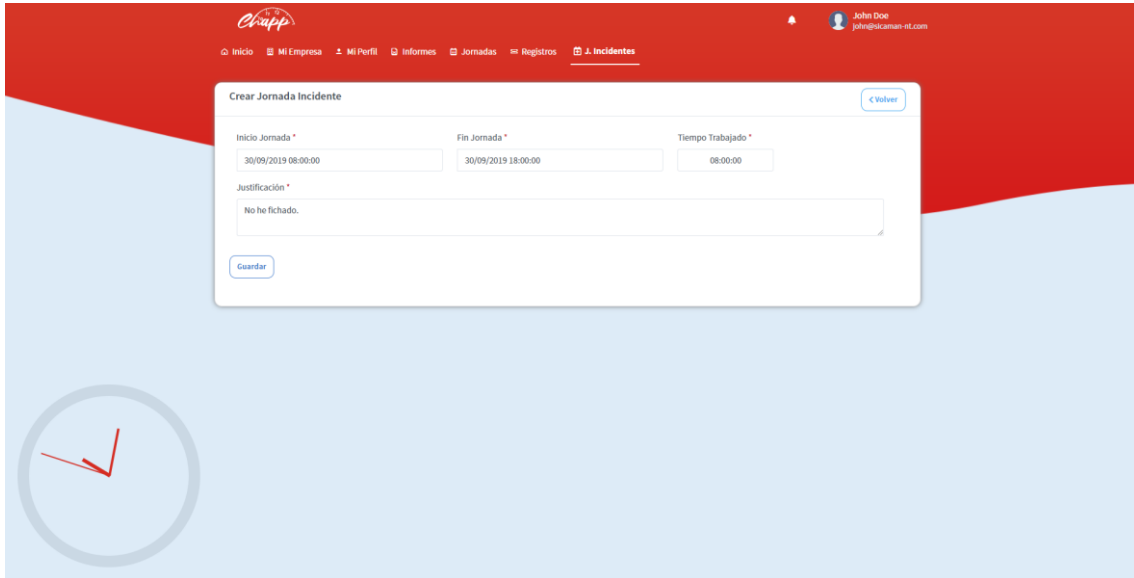 Chapp
John Doe
john@sicaman-nt.com
Inicio Mi Empresa Mi Perfil Informes Jornadas Registros J. Incidentes
Crear Jornada Incidente
Volver
Inicio Jornada * Fin Jornada * Tiempo Trabajado *
30/09/2019 08:00:00 30/09/2019 18:00:00 08:00:00
Justificación *
No he fichado.
Guardar